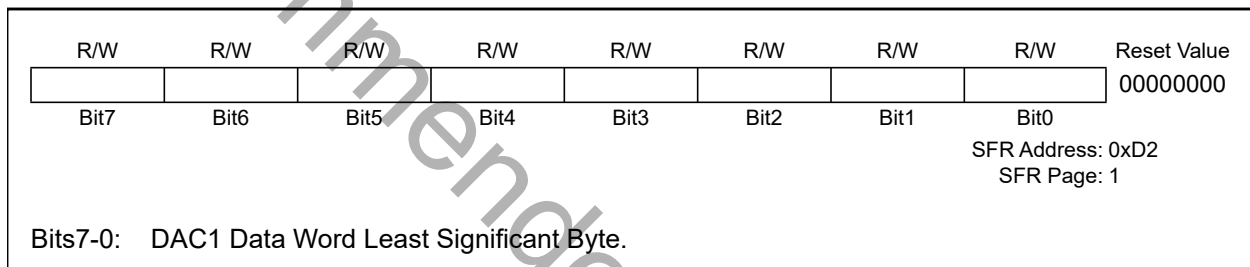 R/W R/W R/W R/W R/W R/W R/W R/W Reset Value
00000000
Bit7 Bit6 Bit5 Bit4 Bit3 Bit2 Bit1 Bit0
SFR Address: 0xD2
SFR Page: 1
Bits7-0: DAC1 Data Word Least Significant Byte.